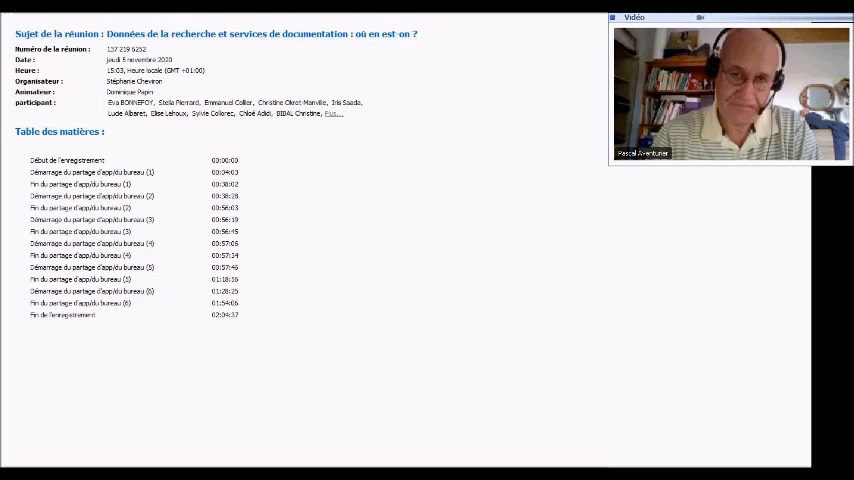 Sujet de la réunion : Données de la recherche et services de documentation : où en est-on ?
Numéro de la réunion : 137 219 6252
Date : jeudi 5 novembre 2020
Heure : 15:03, Heure locale (GMT +01:00)
Organisateur : Stéphanie Cheviron
Animateur : Dominique Papin
participant : Eva BONNEFOY, Stella Pierrard, Emmanuel Collier, Christine Okret-Manville, Iris Saada,
Lucie Albaret, Elise Lehoux, Sylvie Collorec, Chloé Adidi, BIBAL Christine, Plus...
Table des matières :
Début de l'enregistrement 00:00:00
Démarrage du partage d'app/du bureau (1) 00:04:03
Fin du partage d'app/du bureau (1) 00:38:02
Démarrage du partage d'app/du bureau (2) 00:38:28
Fin du partage d'app/du bureau (2) 00:56:03
Démarrage du partage d'app/du bureau (3) 00:56:19
Fin du partage d'app/du bureau (3) 00:56:45
Démarrage du partage d'app/du bureau (4) 00:57:06
Fin du partage d'app/du bureau (4) 00:57:34
Démarrage du partage d'app/du bureau (5) 00:57:46
Fin du partage d'app/du bureau (5) 01:18:56
Démarrage du partage d'app/du bureau (6) 01:28:25
Fin du partage d'app/du bureau (6) 01:54:06
Fin de l'enregistrement 02:04:37
Vidéo
Pascal Aventurier